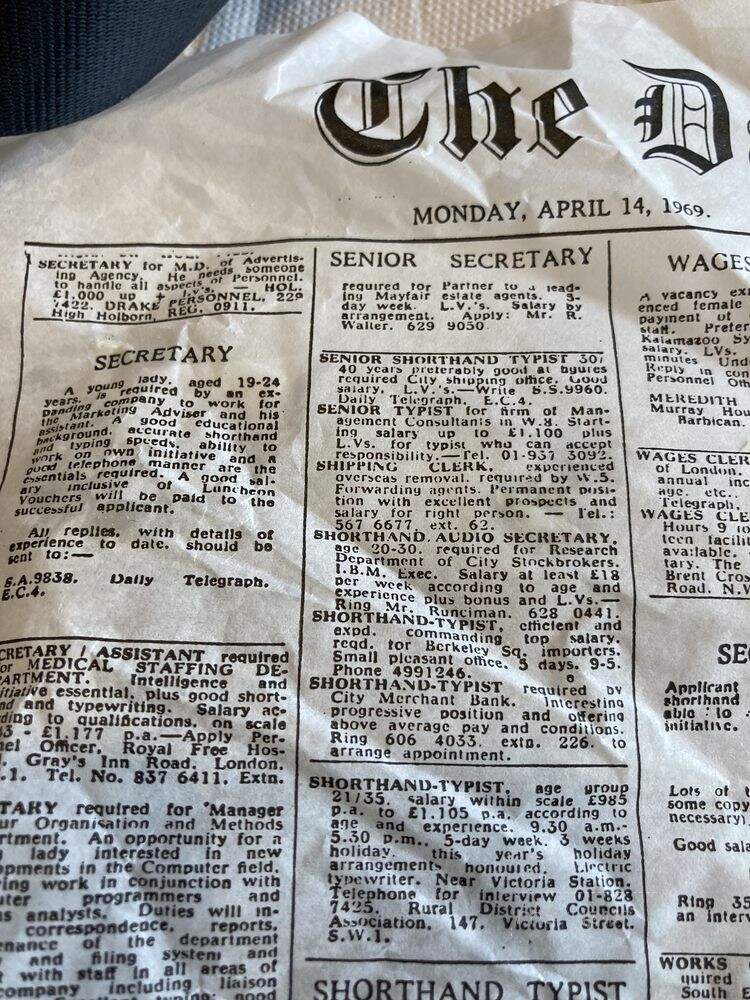 The D
MONDAY, APRIL 14, 1969.
SECRETARY for M.D. of Advertis-
ing Agency. He needs someone
to handle all aspects of Personnel.
£1,000 up + L.V's. — HOL.
7422. DRAKE PERSONNEL, 229
High Holborn, REG. 0911.
SECRETARY
A young lady, aged 19-24
years, is required by an ex-
panding company to work for
the Marketing Adviser and his
assistant. A good educational
background, accurate shorthand
and typing speeds, ability to
work on own initiative and a
good telephone manner are the
essentials required. A good sal-
ary inclusive of Luncheon
Vouchers will be paid to the
successful applicant.
All replies, with details of
experience to date, should be
sent to:—
S.A.9838. Daily Telegraph.
E.C.4.
CRETARY / ASSISTANT required
or MEDICAL STAFFING DE-
ARTMENT. Intelligence and
itiative essential, plus good short-
nd and typewriting. Salary ac-
ding to qualifications, on scale
3 - £1,177 p.a.—Apply Per-
nel Officer, Royal Free Hos-
Gray's Inn Road, London.
.1. Tel. No. 837 6411. Extn.
TARY required for Manager
ur Organisation and Methods
rtment. An opportunity for a
lady interested in new
opments in the Computer field,
ing work in conjunction with
uter programmers and
s analysts. Duties will in-
correspondence, reports,
enance of the department
and filing system and
t with staff in all areas of
company including liaison
typing; good
SENIOR SECRETARY
required for Partner to a lead-
ing Mayfair estate agents. 5-
day week. L.V.'s. Salary by
arrangement. Apply: Mr. R.
Walter. 629 9050.
SENIOR SHORTHAND TYPIST 30/
40 years preferably good at figures
required City shipping office. Good
salary, L.V.'s.—Write S.S.9960.
Daily Telegraph, E.C.4.
SENIOR TYPIST for firm of Man-
agement Consultants in W.8. Start-
ing salary up to £1,100 plus
L.Vs. for typist who can accept
responsibility.—Tel. 01-937 3092.
SHIPPING CLERK, experienced
overseas removal, required by W.5.
Forwarding agents. Permanent posi-
tion with excellent prospects and
salary for right person. — Tel.:
567 6677, ext. 62.
SHORTHAND AUDIO SECRETARY,
age 20-30, required for Research
Department of City Stockbrokers.
I.B.M. Exec. Salary at least £18
per week according to age and
experience plus bonus and L.Vs.—
Ring Mr. Runciman. 628 0441.
SHORTHAND-TYPIST, efficient and
expd. commanding top salary,
reqd. for Berkeley Sq. importers.
Small pleasant office. 5 days. 9-5.
Phone 4991246.
SHORTHAND-TYPIST required by
City Merchant Bank. Interesting
progressive position and offering
above average pay and conditions.
Ring 606 4033. extn. 226. to
arrange appointment.
SHORTHAND-TYPIST, age group
21/35. salary within scale £985
p.a. to £1,105 p.a. according to
age and experience. 9.30 a.m.-
5.30 p.m. 5-day week. 3 weeks
holiday, this year's holiday
arrangements honoured. Electric
typewriter. Near Victoria Station.
Telephone for interview 01-828
7425. Rural District Councils
Association, 147, Victoria Street.
S.W.1.
SHORTHAND TYPIST
WAGES
A vacancy ex
enced female
payment of
staff. Prefer
Kalamazoo Sy
salary. LVs.
minutes Und
Reply in con
Personnel Off
MEREDITH
Murray Hou
Barbican.
WAGES CLER
of London.
annual inc
age, etc..
Telegraph,
WAGES CLE
Hours 9 to
teen facilit
available.
tary. The
Brent Cros
Road. N.W
SE
Applicant
shorthand
able to
initiative.
Lots of t
some copy
necessary)
Good sala
Ring 35
an interv
WORKS
quired
South E